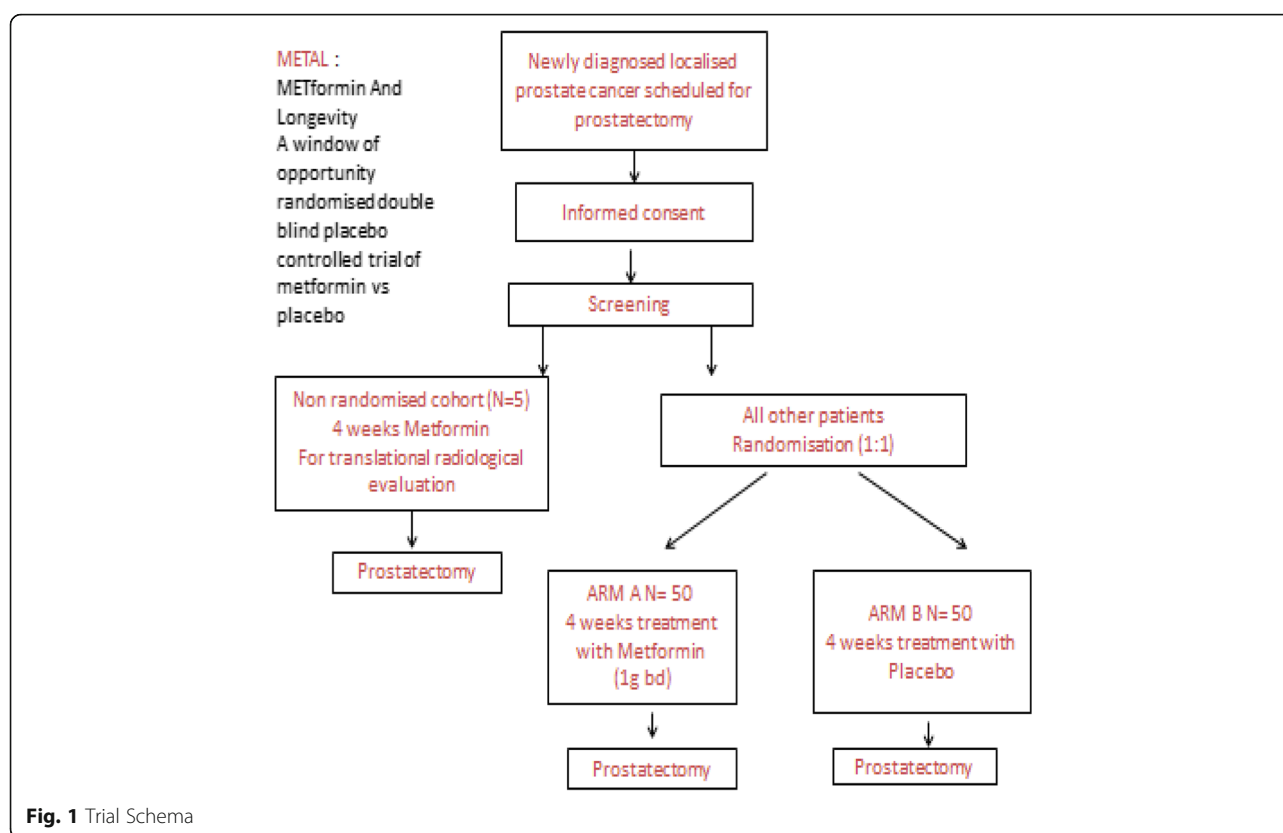 METAL :
METformin And
Longevity
A window of
opportunity
randomised double
blind placebo
controlled trial of
metformin vs
placebo
Newly diagnosed localised
prostate cancer scheduled for
prostatectomy
Informed consent
Screening
Non randomised cohort (N=5)
4 weeks Metformin
For translational radiological
evaluation
All other patients
Randomisation (1:1)
Prostatectomy
ARM A N= 50
4 weeks treatment
with Metformin
(1g bd)
ARM B N= 50
4 weeks treatment with
Placebo
Prostatectomy
Prostatectomy
Fig. 1 Trial Schema